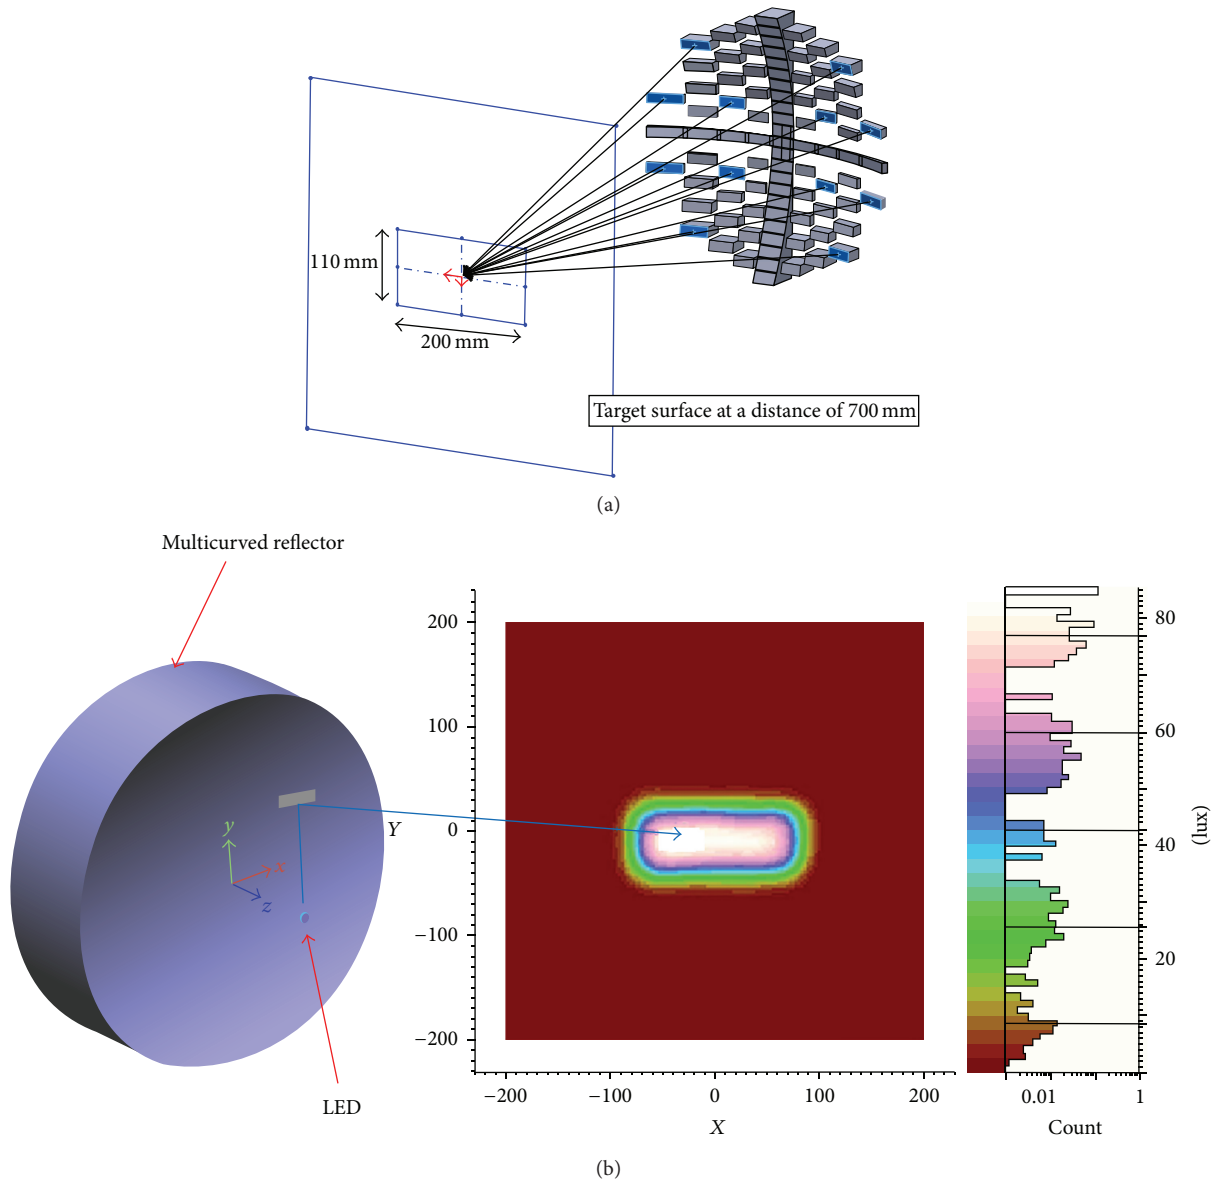 110 mm
200 mm
Target surface at a distance of 700 mm
(a)
Multicurved reflector
y
x
z
LED
Y
200
100
0
−100
−200
−200
−100
0
100
200
X
80
60
40
20
(lux)
0.01
1
Count
(b)